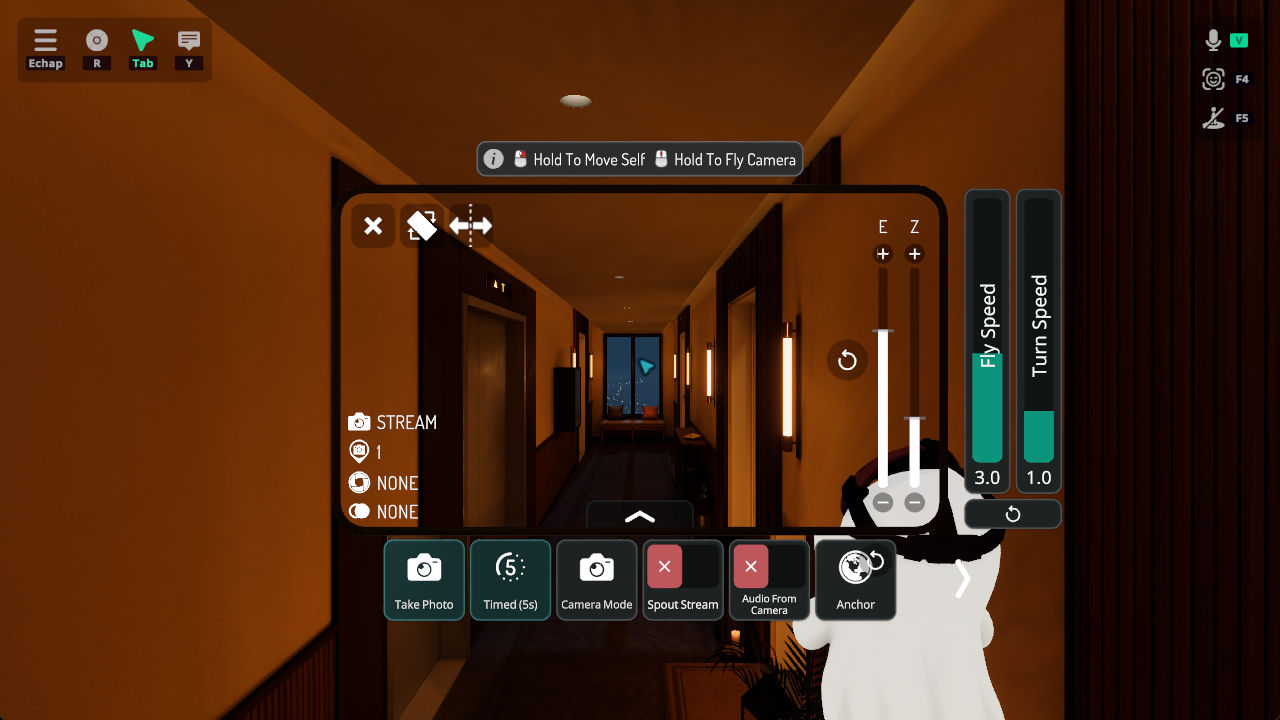 Echap
R
Tab
Y
V
F4
F5
Hold To Move Self
Hold To Fly Camera
E
Z
STREAM
1
NONE
NONE
Fly Speed
3.0
Turn Speed
1.0
Take Photo
5
Timed (5s)
Camera Mode
Spout Stream
Audio From
Camera
Anchor